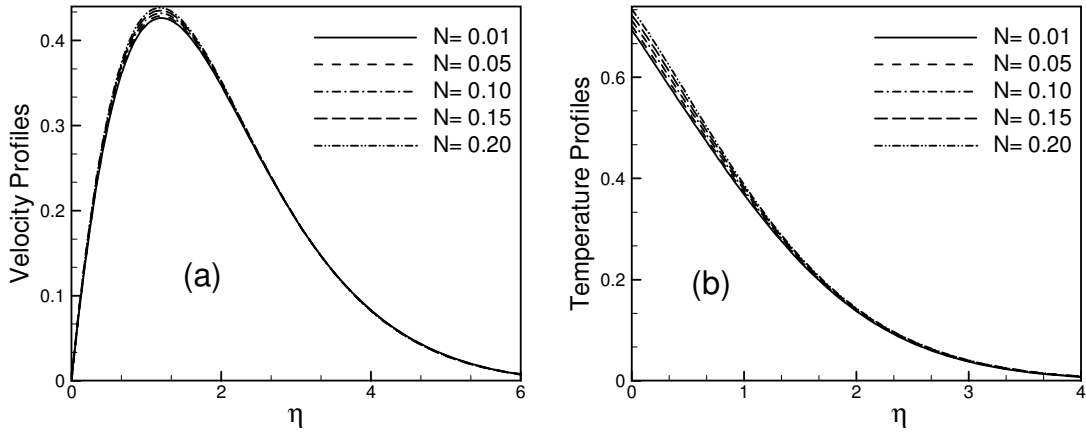 0.4
0.3
0.2
0.1
0
0
2
4
6
Velocity Profiles
η
(a)
N= 0.01
N= 0.05
N= 0.10
N= 0.15
N= 0.20
0.6
0.4
0.2
0
0
1
2
3
4
Temperature Profiles
η
(b)
N= 0.01
N= 0.05
N= 0.10
N= 0.15
N= 0.20